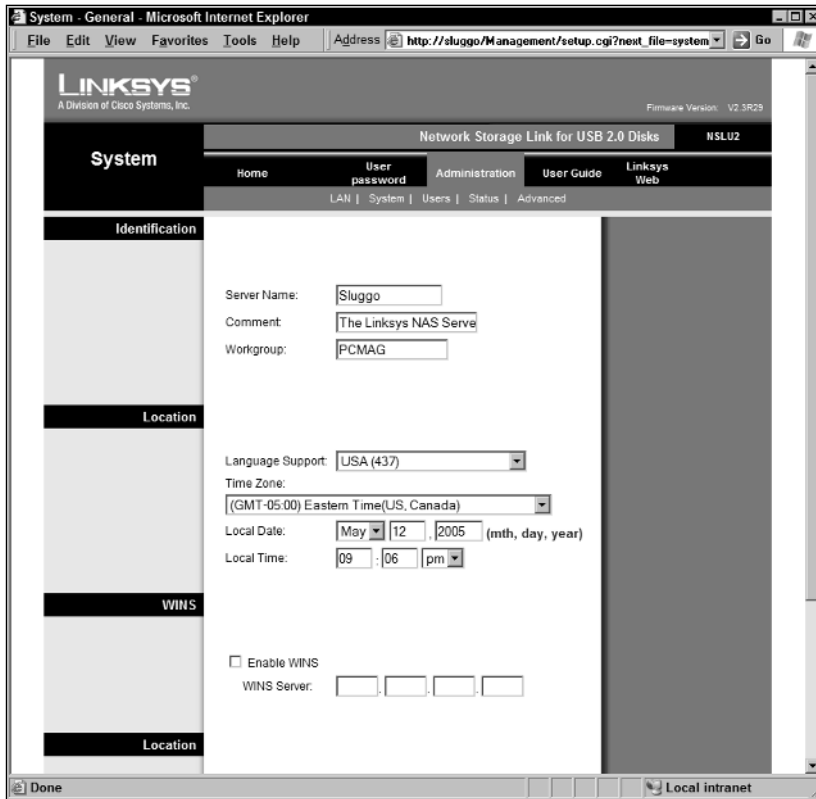 System - General - Microsoft Internet Explorer
File Edit View Favorites Tools Help Address http://sluggo/Management/setup.cgi?next_file=system Go
LINKSYS®
A Division of Cisco Systems, Inc.
Firmware Version: V2.3R29
Network Storage Link for USB 2.0 Disks NSLU2
System
Home User password Administration User Guide Linksys Web
LAN | System | Users | Status | Advanced
Identification
Server Name: Sluggo
Comment: The Linksys NAS Serve
Workgroup: PCMAG
Location
Language Support: USA (437)
Time Zone:
(GMT-05:00) Eastern Time(US, Canada)
Local Date: May 12 , 2005 (mth, day, year)
Local Time: 09 : 06 pm
WINS
Enable WINS
WINS Server: . . .
Location
Done Local intranet